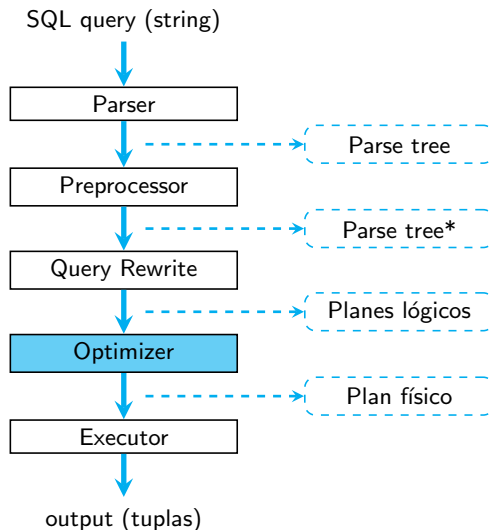 SQL query (string)
Parser
Parse tree
Preprocessor
Parse tree*
Query Rewrite
Planes lógicos
Optimizer
Plan físico
Executor
output (tuplas)